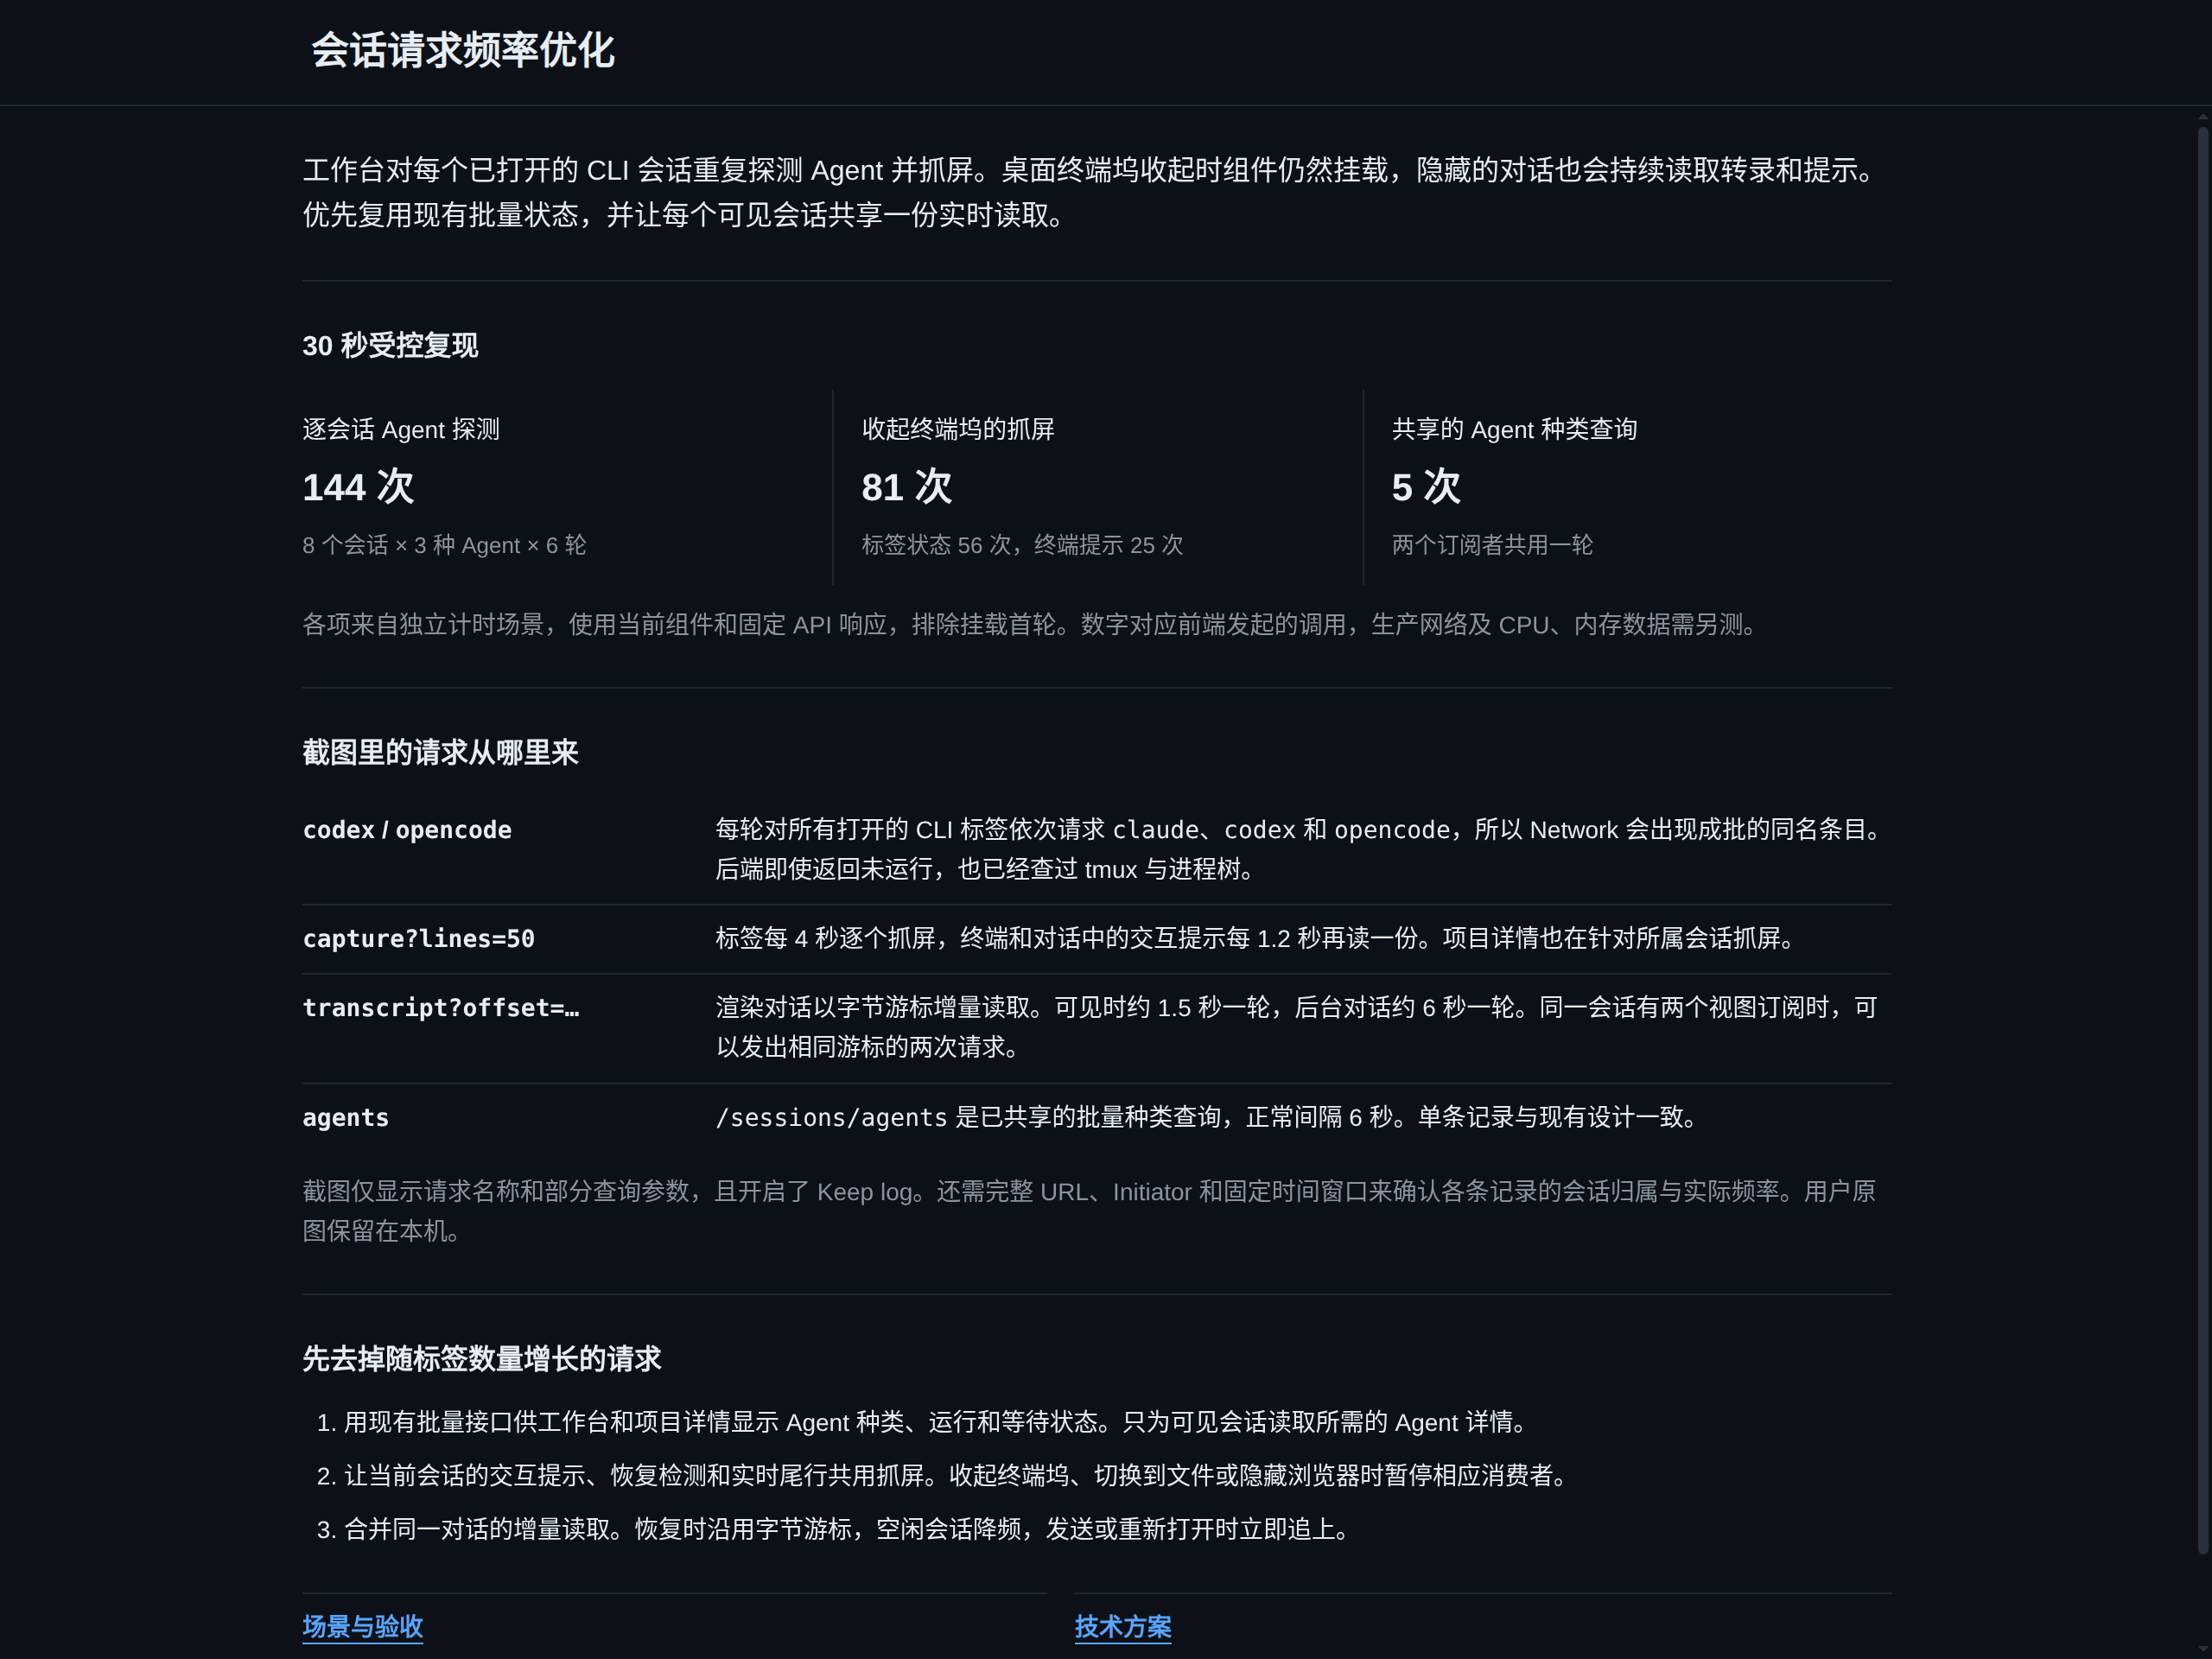 会话请求频率优化
工作台对每个已打开的 CLI 会话重复探测 Agent 并抓屏。桌面终端坞收起时组件仍然挂载，隐藏的对话也会持续读取转录和提示。
优先复用现有批量状态，并让每个可见会话共享一份实时读取。
30 秒受控复现
逐会话 Agent 探测
144 次
8 个会话 × 3 种 Agent × 6 轮
收起终端坞的抓屏
81 次
标签状态 56 次，终端提示 25 次
共享的 Agent 种类查询
5 次
两个订阅者共用一轮
各项来自独立计时场景，使用当前组件和固定 API 响应，排除挂载首轮。数字对应前端发起的调用，生产网络及 CPU、内存数据需另测。
截图里的请求从哪里来
codex / opencode
每轮对所有打开的 CLI 标签依次请求 claude、codex 和 opencode，所以 Network 会出现成批的同名条目。
后端即使返回未运行，也已经查过 tmux 与进程树。
capture?lines=50
标签每 4 秒逐个抓屏，终端和对话中的交互提示每 1.2 秒再读一份。项目详情也在针对所属会话抓屏。
transcript?offset=…
渲染对话以字节游标增量读取。可见时约 1.5 秒一轮，后台对话约 6 秒一轮。同一会话有两个视图订阅时，可
以发出相同游标的两次请求。
agents
/sessions/agents 是已共享的批量种类查询，正常间隔 6 秒。单条记录与现有设计一致。
截图仅显示请求名称和部分查询参数，且开启了 Keep log。还需完整 URL、Initiator 和固定时间窗口来确认各条记录的会话归属与实际频率。用户原
图保留在本机。
先去掉随标签数量增长的请求
1. 用现有批量接口供工作台和项目详情显示 Agent 种类、运行和等待状态。只为可见会话读取所需的 Agent 详情。
2. 让当前会话的交互提示、恢复检测和实时尾行共用抓屏。收起终端坞、切换到文件或隐藏浏览器时暂停相应消费者。
3. 合并同一对话的增量读取。恢复时沿用字节游标，空闲会话降频，发送或重新打开时立即追上。
场景与验收
技术方案